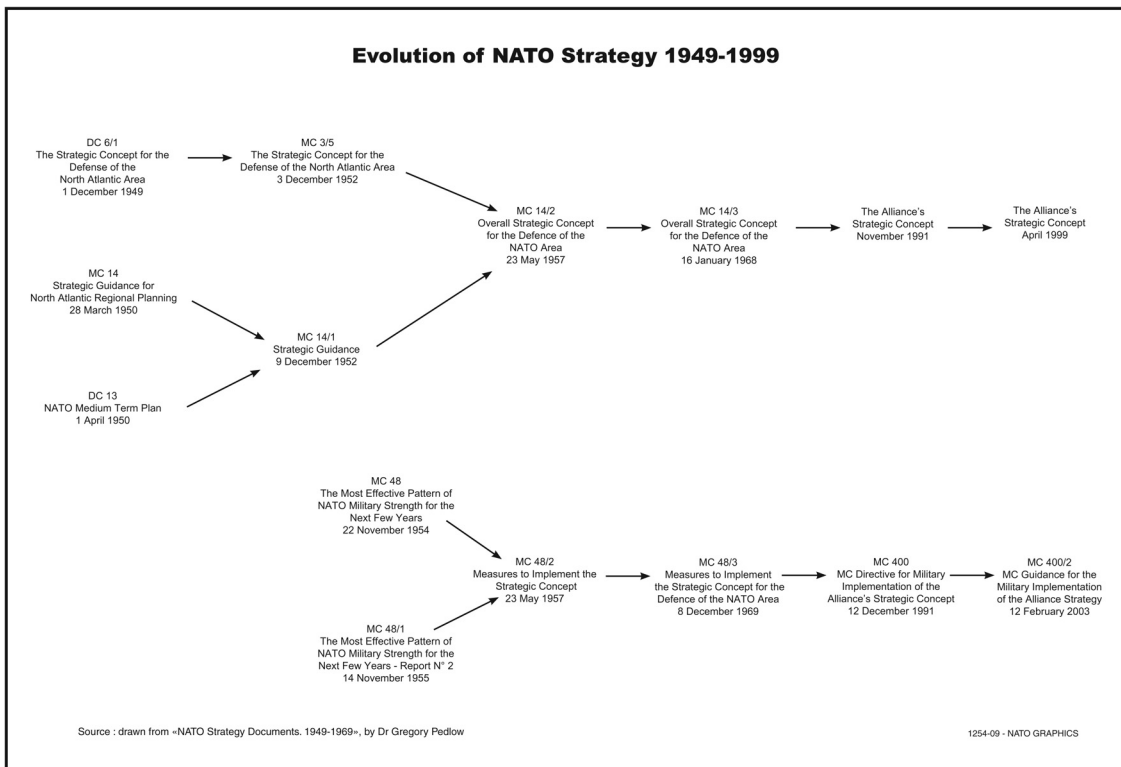 Evolution of NATO Strategy 1949-1999
DC 6/1
The Strategic Concept for the
Defense of the
North Atlantic Area
1 December 1949
MC 3/5
The Strategic Concept for the
Defense of the North Atlantic Area
3 December 1952
MC 14/2
Overall Strategic Concept
for the Defence of the
NATO Area
23 May 1957
MC 14/3
Overall Strategic Concept
for the Defence of the
NATO Area
16 January 1968
The Alliance's
Strategic Concept
November 1991
The Alliance's
Strategic Concept
April 1999
MC 14
Strategic Guidance for
North Atlantic Regional Planning
28 March 1950
MC 14/1
Strategic Guidance
9 December 1952
DC 13
NATO Medium Term Plan
1 April 1950
MC 48
The Most Effective Pattern of
NATO Military Strength for the
Next Few Years
22 November 1954
MC 48/2
Measures to Implement the
Strategic Concept
23 May 1957
MC 48/3
Measures to Implement
the Strategic Concept for the
Defence of the NATO Area
8 December 1969
MC 400
MC Directive for Military
Implementation of the
Alliance's Strategic Concept
12 December 1991
MC 400/2
MC Guidance for the
Military Implementation
of the Alliance Strategy
12 February 2003
MC 48/1
The Most Effective Pattern of
NATO Military Strength for the
Next Few Years - Report N° 2
14 November 1955
Source : drawn from «NATO Strategy Documents. 1949-1969», by Dr Gregory Pedlow
1254-09 - NATO GRAPHICS